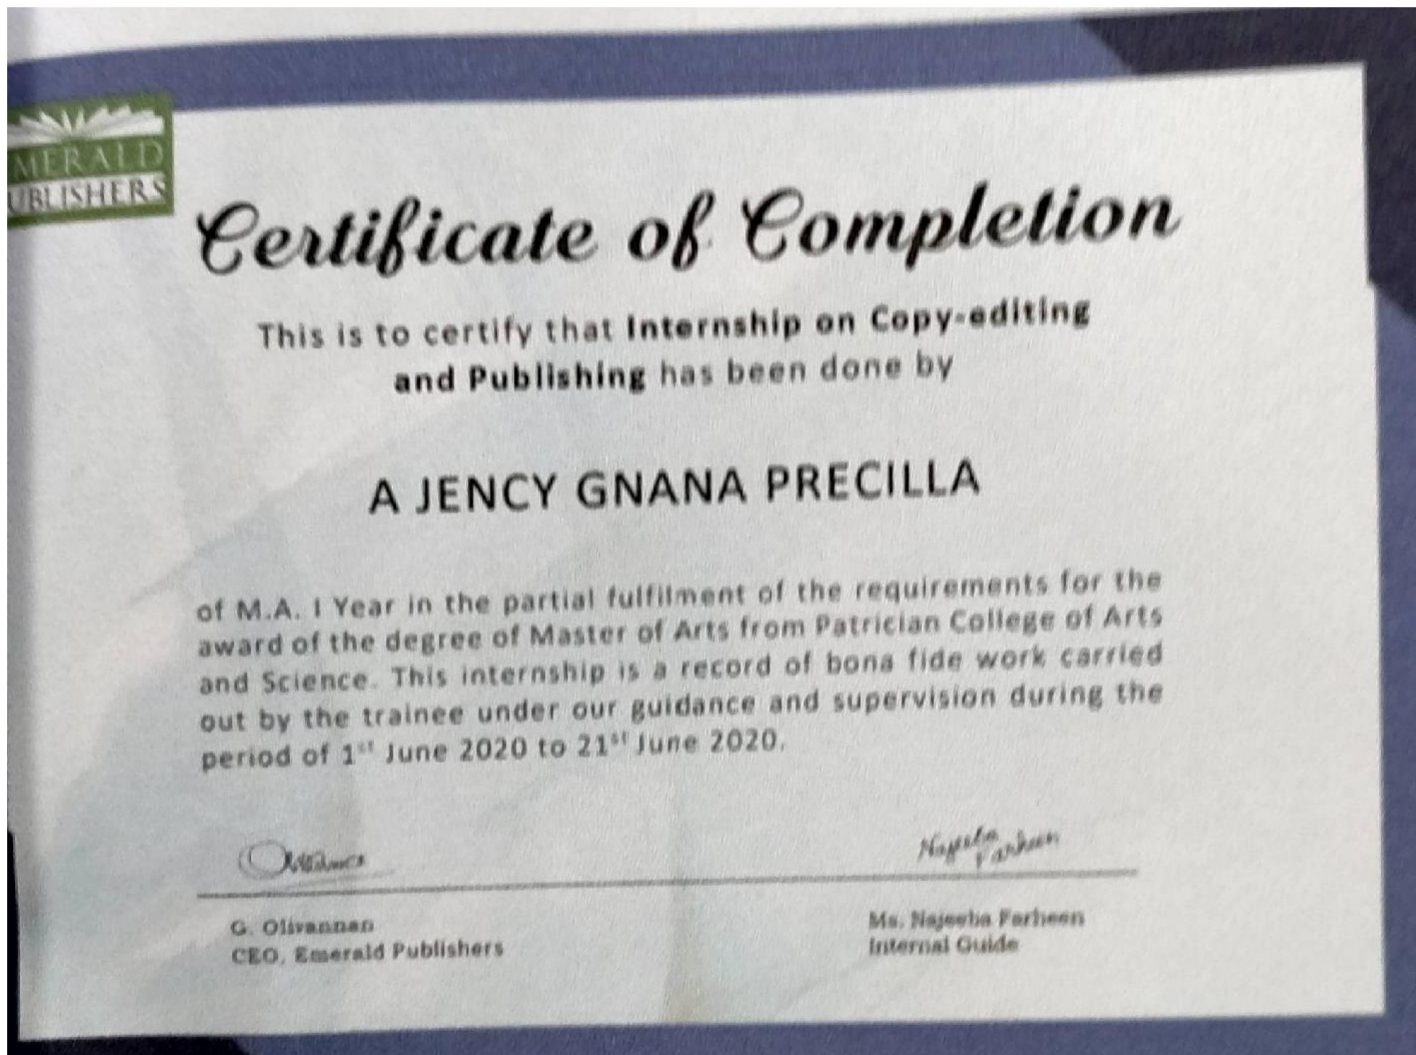 MERALD
UBLISHERS
Certificate of Completion
This is to certify that Internship on Copy-editing
and Publishing has been done by
A JENCY GNANA PRECILLA
of M.A. I Year in the partial fulfilment of the requirements for the
award of the degree of Master of Arts from Patrician College of Arts
and Science. This internship is a record of bona fide work carried
out by the trainee under our guidance and supervision during the
period of 1st June 2020 to 21st June 2020.
Najeeba
Farheen
G. Olivannan
CEO, Emerald Publishers
Ms. Najeeba Farheen
Internal Guide